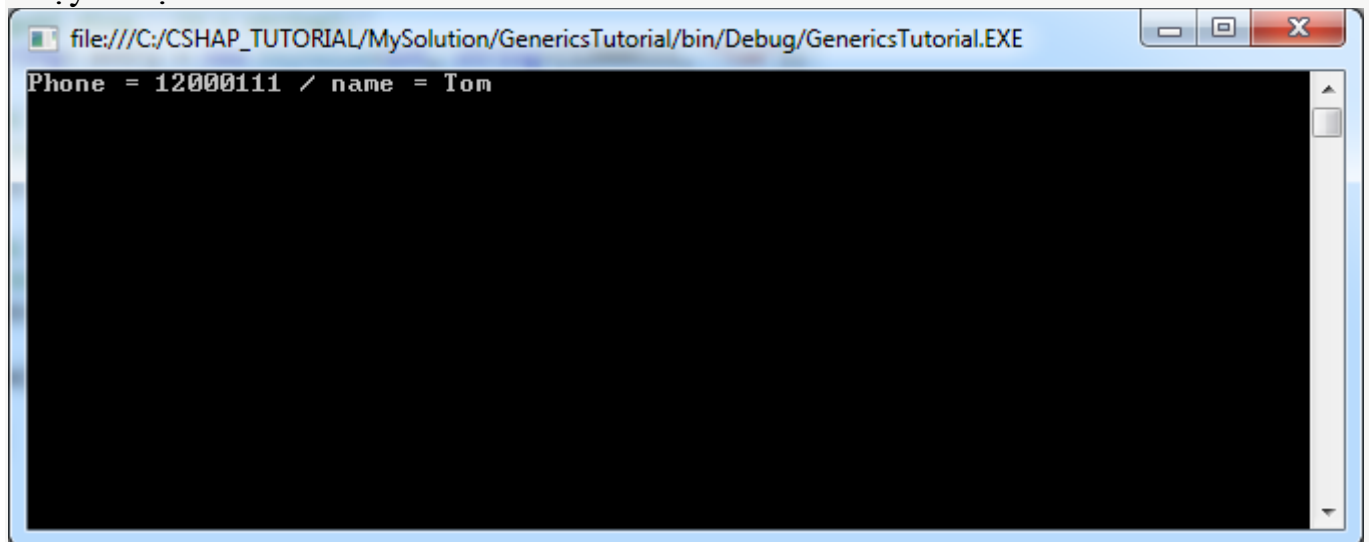 file:///C:/CSHAP_TUTORIAL/MySolution/GenericsTutorial/bin/Debug/GenericsTutorial.EXE
Phone = 12000111 / name = Tom